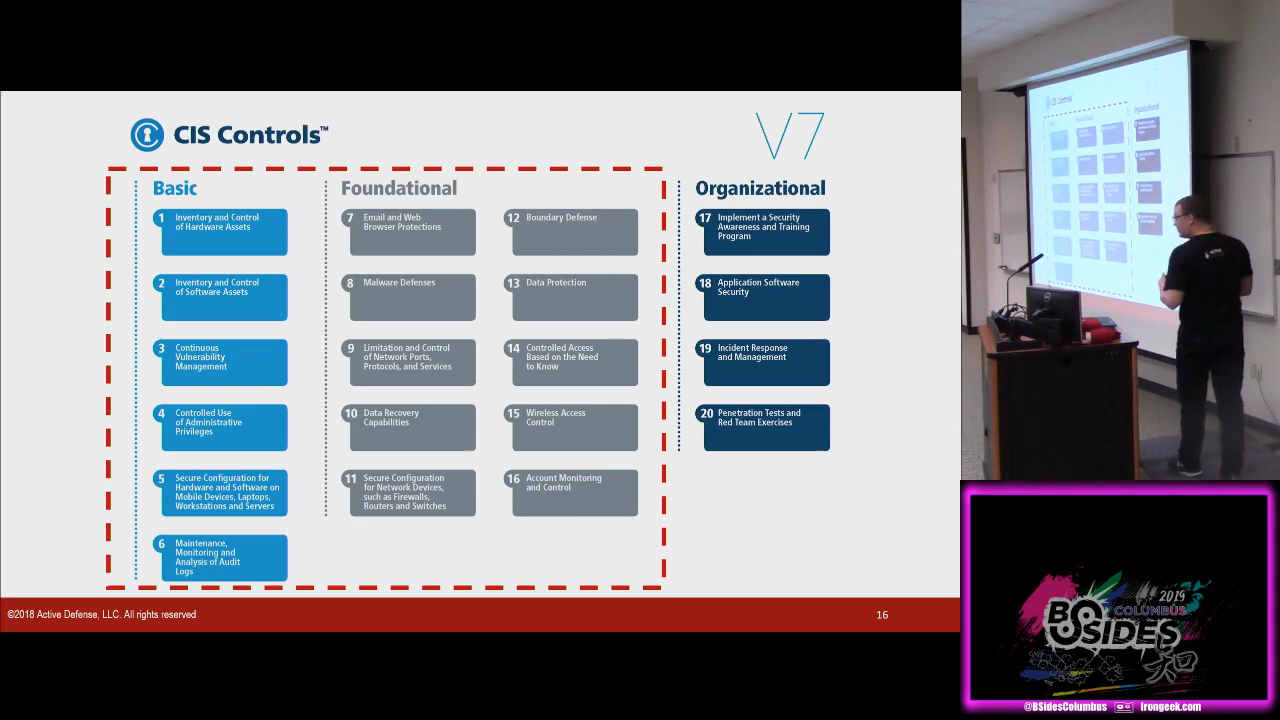 CIS Controls™
V7
Basic
1
Inventory and Control
of Hardware Assets
2
Inventory and Control
of Software Assets
3
Continuous
Vulnerability
Management
4
Controlled Use
of Administrative
Privileges
5
Secure Configuration for
Hardware and Software on
Mobile Devices, Laptops,
Workstations and Servers
6
Maintenance,
Monitoring and
Analysis of Audit
Logs
Foundational
7
Email and Web
Browser Protections
8
Malware Defenses
9
Limitation and Control
of Network Ports,
Protocols, and Services
10
Data Recovery
Capabilities
11
Secure Configuration
for Network Devices,
such as Firewalls,
Routers and Switches
12
Boundary Defense
13
Data Protection
14
Controlled Access
Based on the Need
to Know
15
Wireless Access
Control
16
Account Monitoring
and Control
Organizational
17
Implement a Security
Awareness and Training
Program
18
Application Software
Security
19
Incident Response
and Management
20
Penetration Tests and
Red Team Exercises
©2018 Active Defense, LLC. All rights reserved
16
CIS Controls
V7
Organizational
2019
BSIDES
COLUMBUS
@BSidesColumbus
Irongeek.com